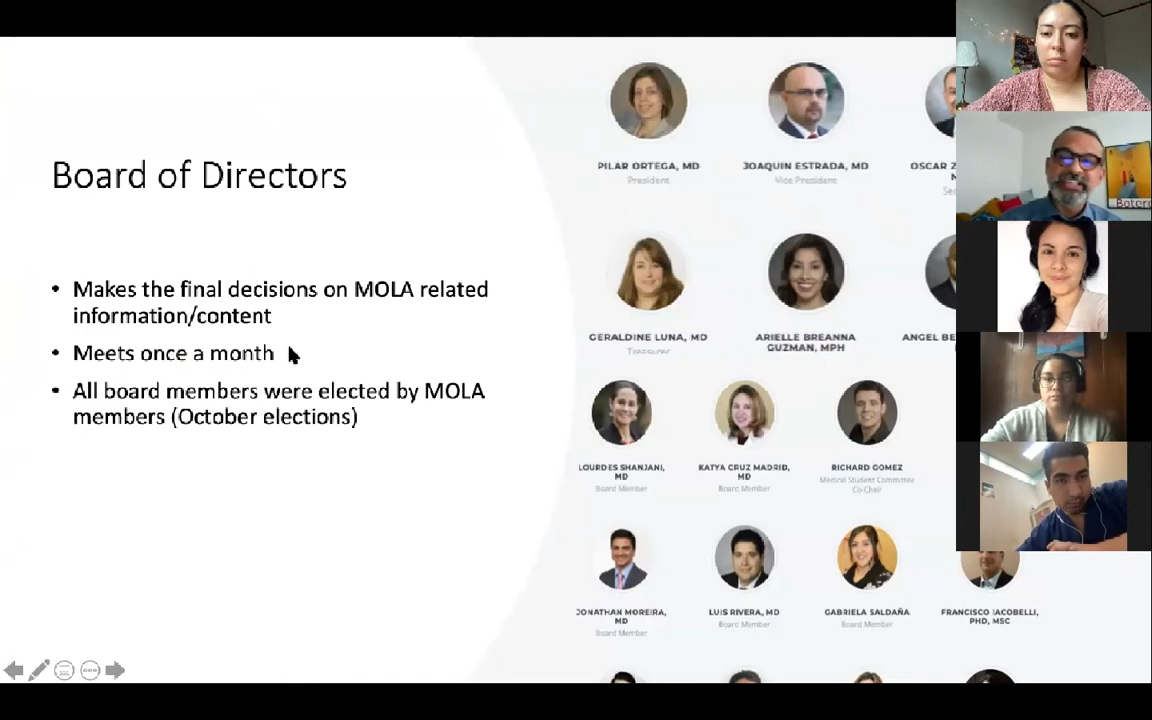 Board of Directors
• Makes the final decisions on MOLA related
information/content
• Meets once a month
• All board members were elected by MOLA
members (October elections)
PILAR ORTEGA, MD
President
JOAQUIN ESTRADA, MD
Vice President
OSCAR Z
GERALDINE LUNA, MD
Treasurer
ARIELLE BREANNA
GUZMAN, MPH
ANGEL BE
LOURDES SHANJANI,
MD
Board Member
KATYA CRUZ MADRID,
MD
Board Member
RICHARD GOMEZ
Medical Student Committee
Co-Chair
JONATHAN MOREIRA,
MD
Board Member
LUIS RIVERA, MD
Board Member
GABRIELA SALDAÑA
Board Member
FRANCISCO IACOBELLI,
PHD, MSC
Botero